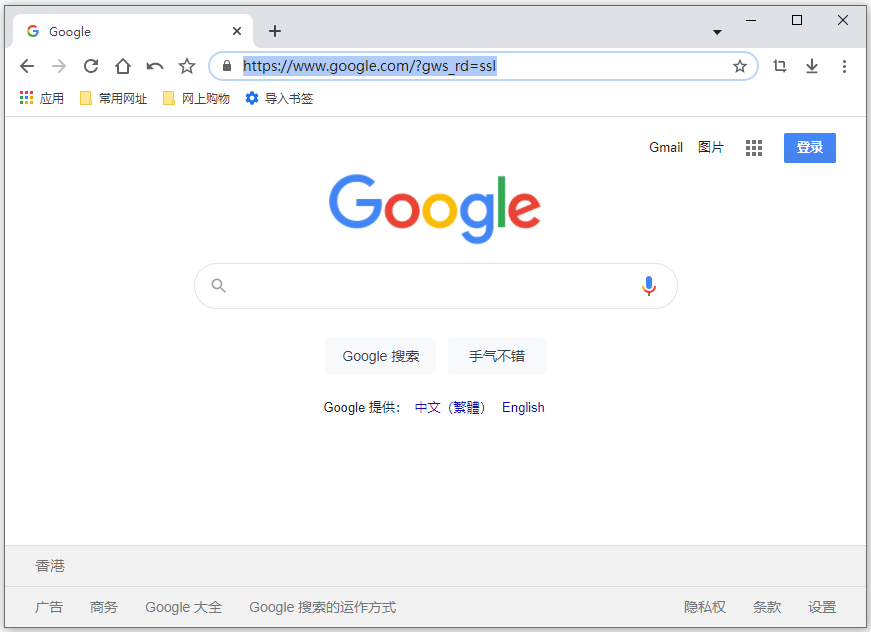 Google
https://www.google.com/?gws_rd=ssl
应用 常用网址 网上购物 导入书签
Gmail 图片 登录
Google
Google 搜索 手气不错
Google 提供: 中文（繁體） English
香港
广告 商务 Google 大全 Google 搜索的运作方式 隐私权 条款 设置